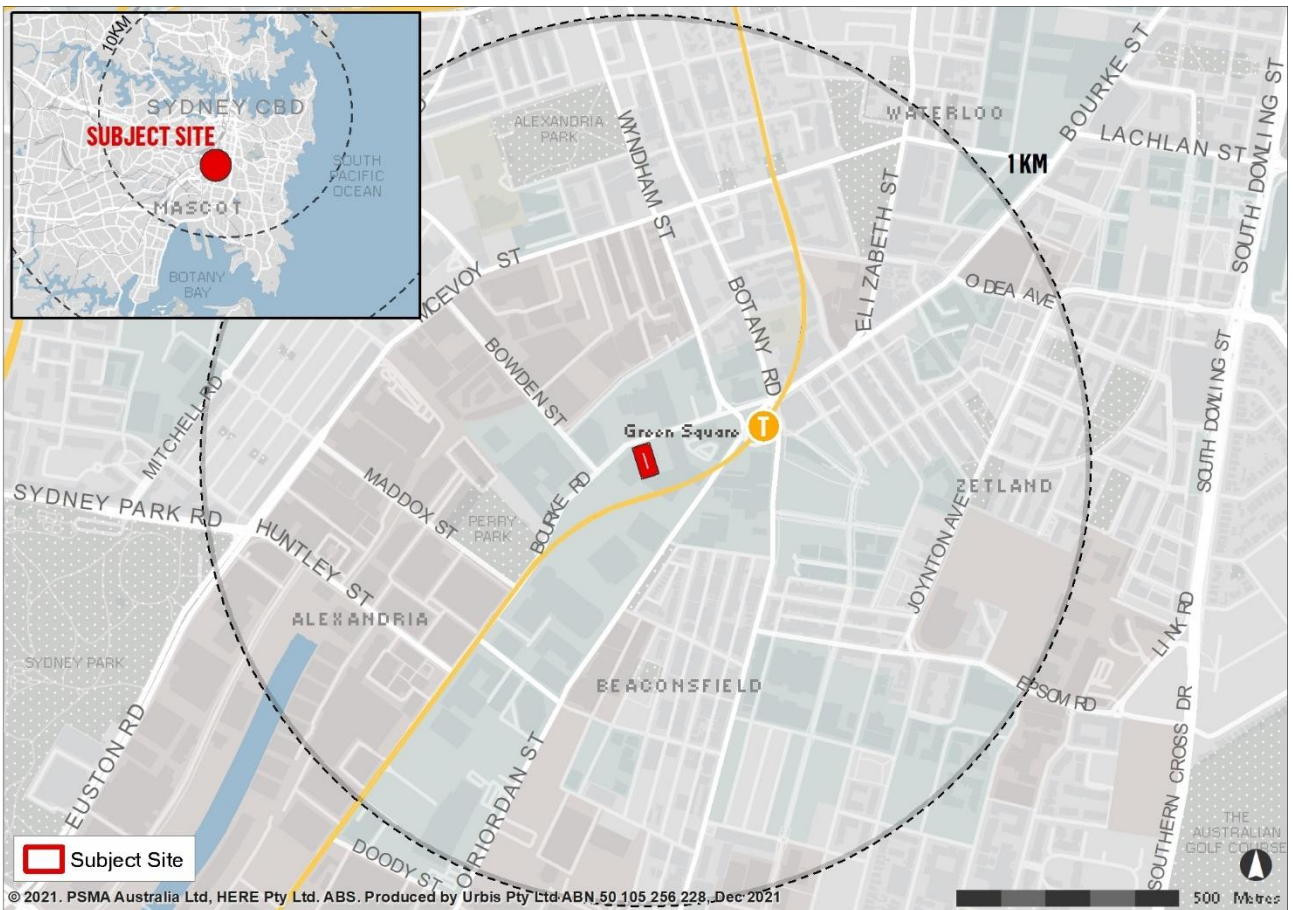 10KM
SYDNEY CBD
SUBJECT SITE
SOUTH
PACIFIC
OCEAN
MASCOT
BOTANY
BAY
ALEXANDRIA
PARK
WYNDHAM ST
WATERLOO
BOURKE ST
LACHLAN ST
SOUTH DOWLING ST
1 KM
ELIZABETH ST
MCEVOY ST
BOTANY RD
O DEA AVE
BOWDEN ST
MITCHELL RD
Green Square
T
1
SOUTH DOWLING ST
MADDOX ST
BOURKE RD
ZETLAND
SYDNEY PARK RD
PERRY
PARK
HUNTLEY ST
JOYNTON AVE
ALEXANDRIA
LINK RD
SYDNEY PARK
BEACONSFIELD
EPSOM RD
EUSTON RD
O RIORDAN ST
SOUTHERN CROSS DR
THE
AUSTRALIAN
GOLF COURSE
DOODY ST
Subject Site
© 2021. PSMA Australia Ltd, HERE Pty Ltd. ABS. Produced by Urbis Pty Ltd ABN 50 105 256 228, Dec 2021
500 Metres